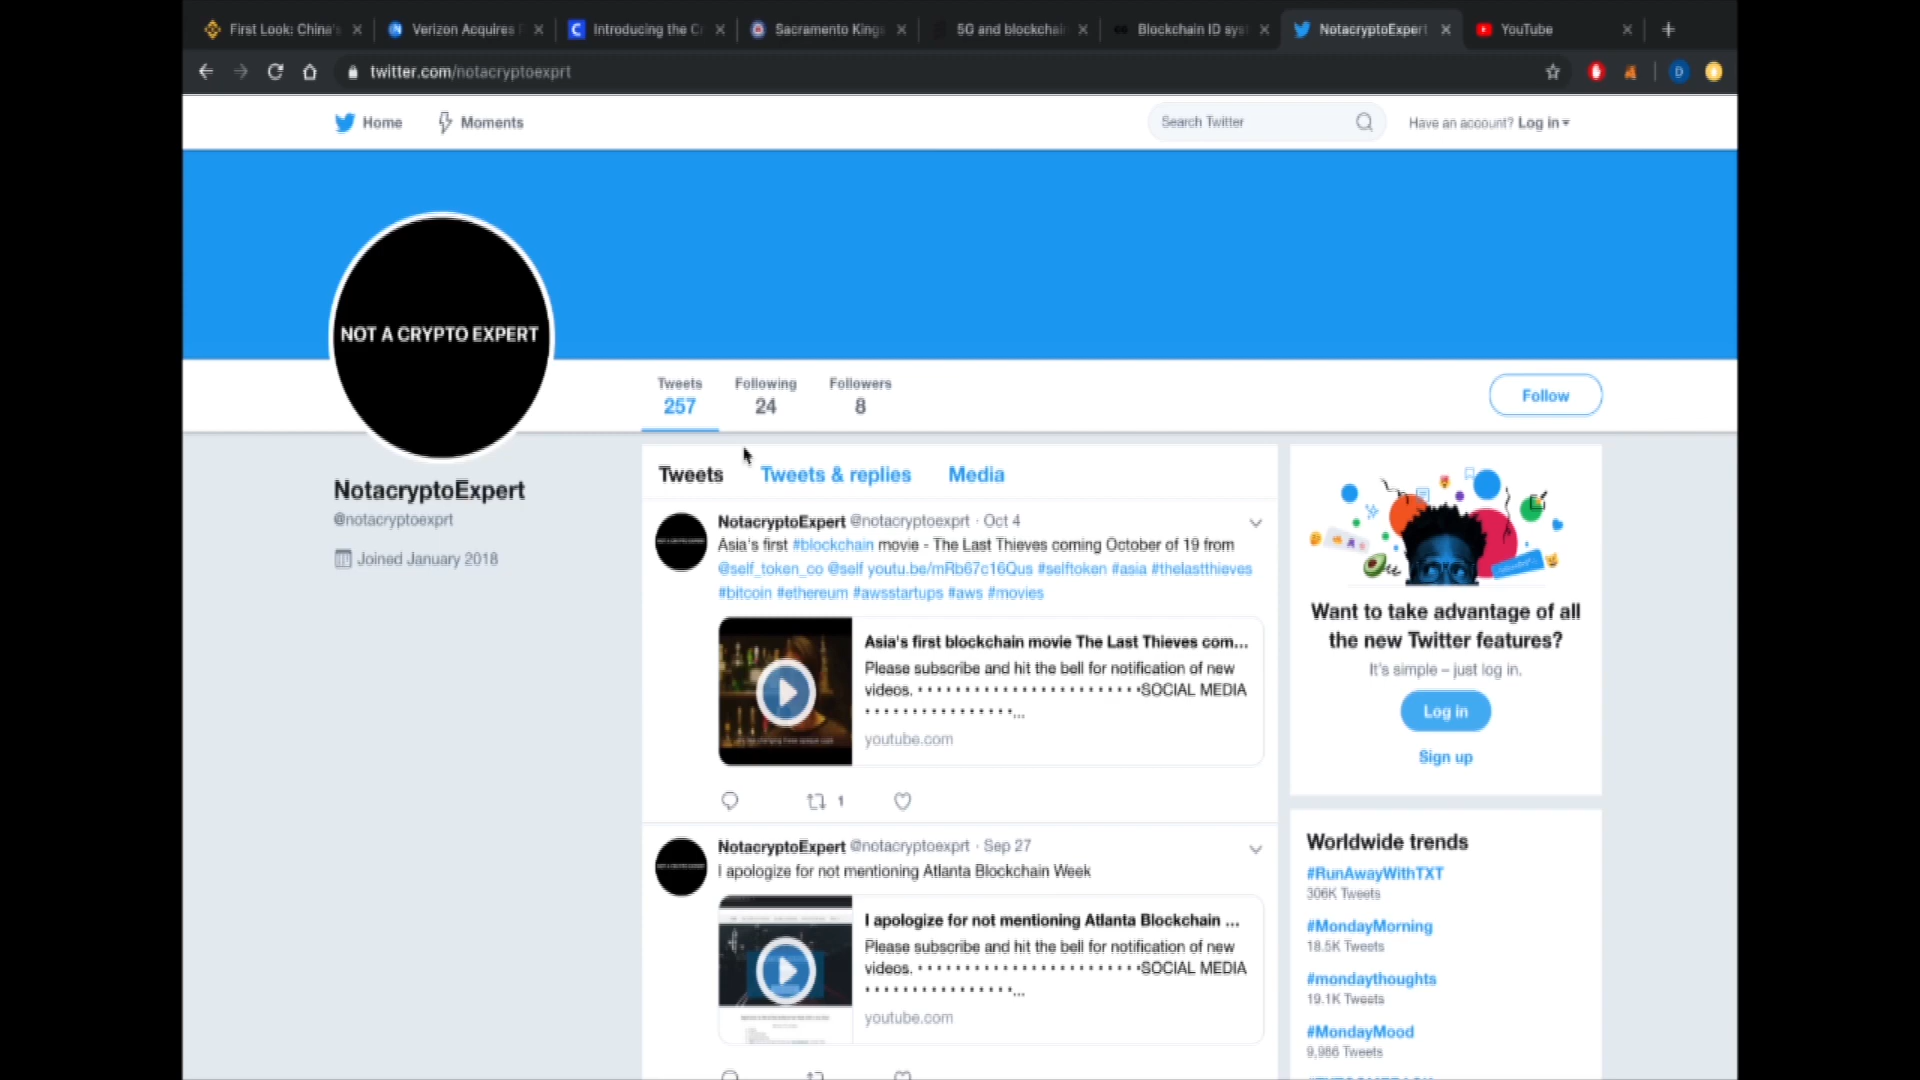 First Look: China's
Verizon Acquires
Introducing the C
Sacramento Kings
5G and blockchai
Blockchain ID syst
NotacryptoExpert
YouTube
twitter.com/notacryptoexprt
D
Home
Moments
Search Twitter
Have an account? Log in
NOT A CRYPTO EXPERT
Tweets
Following
Followers
257
24
8
Follow
NotacryptoExpert
@notacryptoexprt
Joined January 2018
Tweets
Tweets & replies
Media
NotacryptoExpert @notacryptoexprt · Oct 4
Asia's first #blockchain movie - The Last Thieves coming October of 19 from
@self_token_co @self youtu.be/mRb67c16Qus #selftoken #asia #thelastthieves
#bitcoin #ethereum #awsstartups #aws #movies
Asia's first blockchain movie The Last Thieves com...
Please subscribe and hit the bell for notification of new
videos. • • • • • • • • • • • • • • • • • • • • • • • •SOCIAL MEDIA
• • • • • • • • • • • • • • • •...
youtube.com
1
NotacryptoExpert @notacryptoexprt · Sep 27
I apologize for not mentioning Atlanta Blockchain Week
I apologize for not mentioning Atlanta Blockchain ...
Please subscribe and hit the bell for notification of new
videos. • • • • • • • • • • • • • • • • • • • • • • • •SOCIAL MEDIA
• • • • • • • • • • • • • • • •...
youtube.com
Want to take advantage of all
the new Twitter features?
It's simple – just log in.
Log in
Sign up
Worldwide trends
#RunAwayWithTXT
306K Tweets
#MondayMorning
18.5K Tweets
#mondaythoughts
19.1K Tweets
#MondayMood
9,986 Tweets